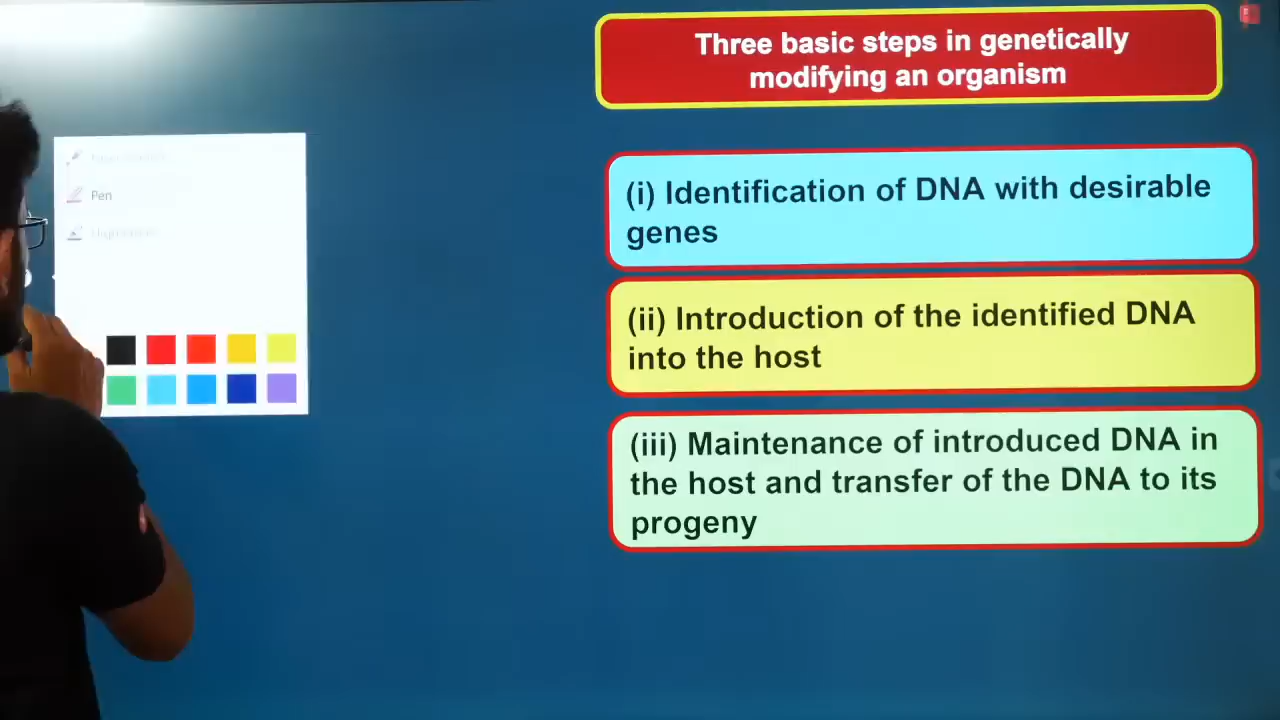 Three basic steps in genetically
modifying an organism
Pen
(i) Identification of DNA with desirable
genes
(ii) Introduction of the identified DNA
into the host
(iii) Maintenance of introduced DNA in
the host and transfer of the DNA to its
progeny